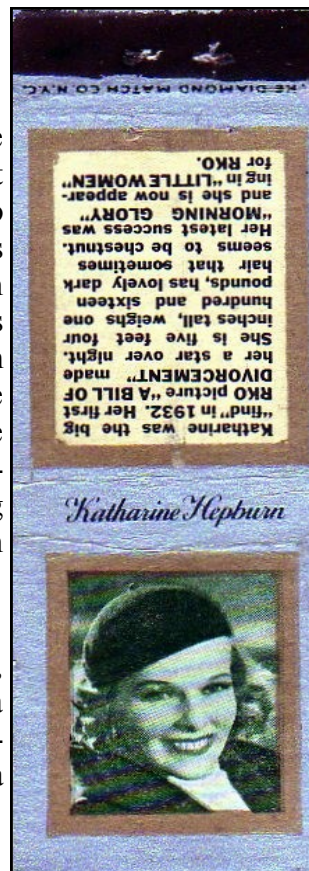 THE DIAMOND MATCH CO. N.Y.C.
Katharine was the big
"find" in 1932. Her first
RKO picture "A BILL OF
DIVORCEMENT" made
her a star over night.
She is five feet four
inches tall, weighs one
hundred and sixteen
pounds, has lovely dark
hair that sometimes
seems to be chestnut.
Her latest success was
"MORNING GLORY"
and she is now appear-
ing in "LITTLE WOMEN"
for RKO.
Katharine Hepburn